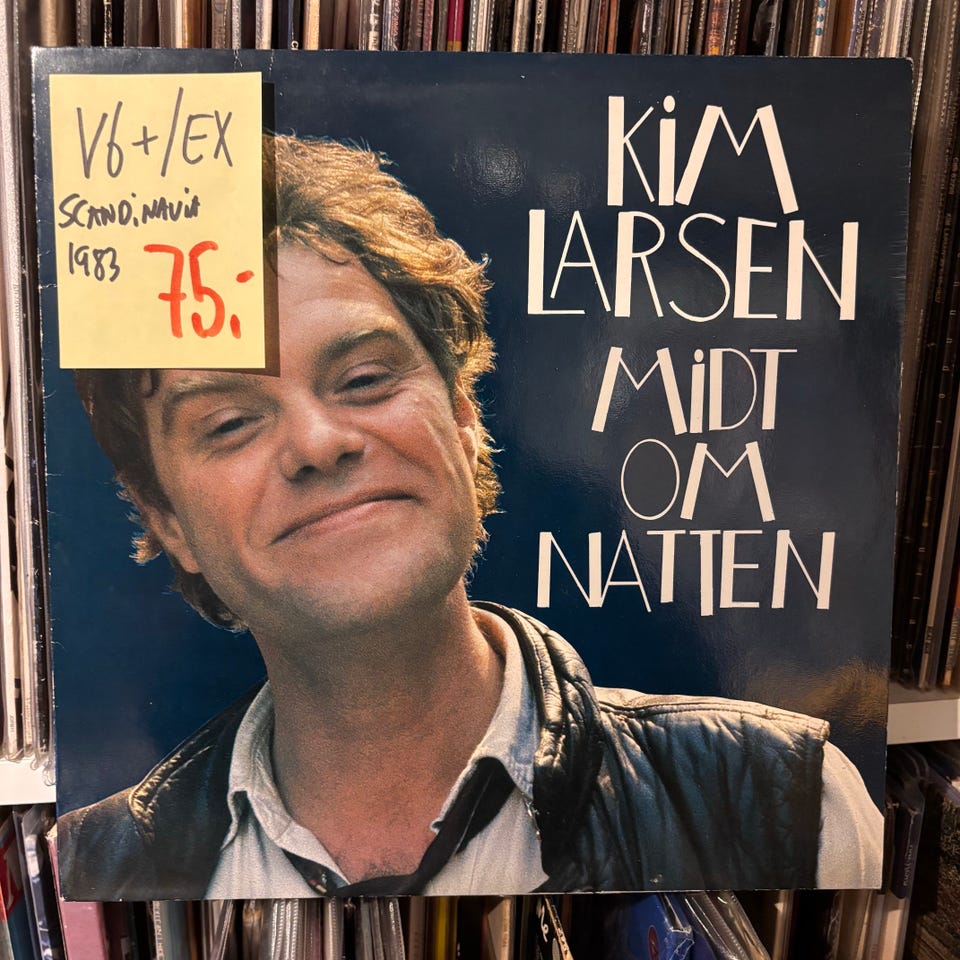 VG+/EX
SCANDiNAViA
1983
75:-
KiM
LARSEN
MiDT
OM
NATTEN